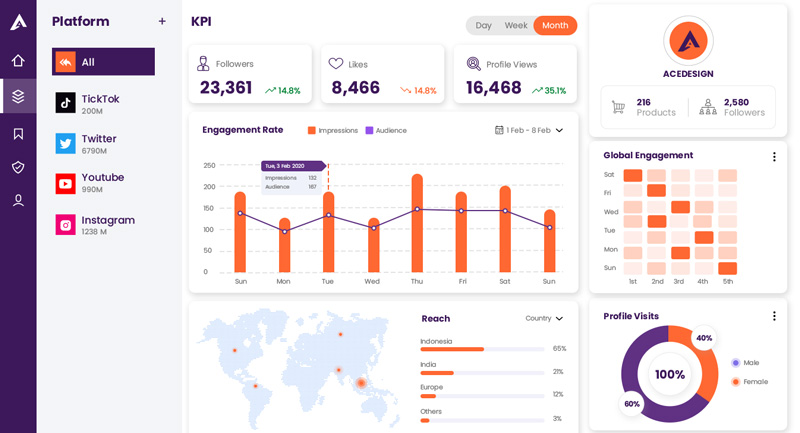 Platform
+
All
TickTok
200M
Twitter
6790M
Youtube
990M
Instagram
1238 M
KPI
Day Week Month
Followers
23,361 14.8%
Likes
8,466 14.8%
Profile Views
16,468 35.1%
Engagement Rate
Impressions Audience
1 Feb - 8 Feb
250
200
150
100
50
0
Tue, 3 Feb 2020
Impressions 132
Audience 167
Sun Mon Tue Wed Thu Fri Sat Sun
Reach
Country
Indonesia
65%
India
21%
Europe
12%
Others
3%
ACEDESIGN
216
Products
2,580
Followers
Global Engagement
Sat
Fri
Wed
Tue
Mon
Sun
1st 2nd 3rd 4th 5th
Profile Visits
40%
100%
60%
Male
Female